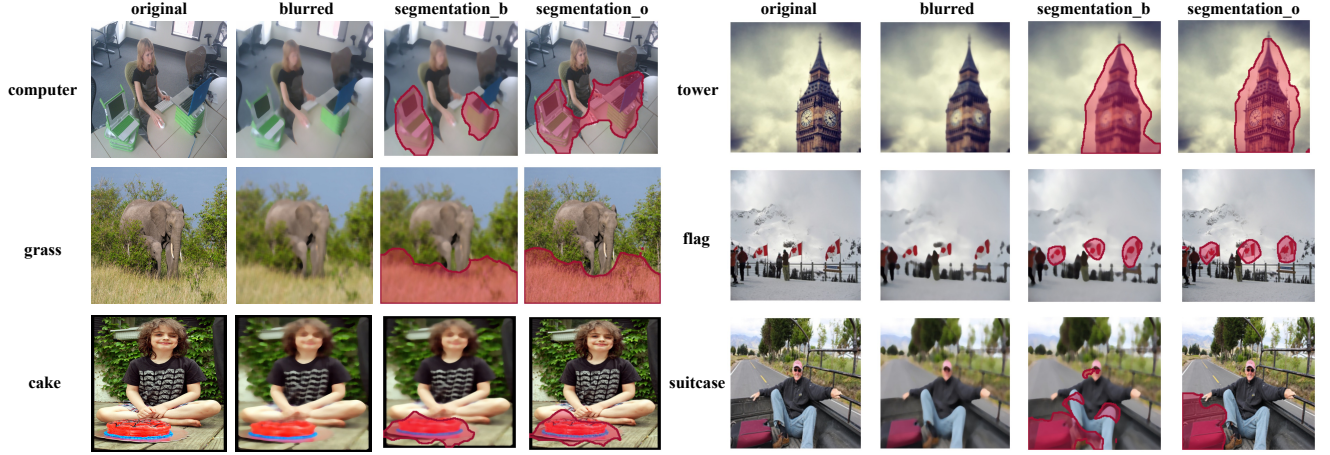 original blurred segmentation_b segmentation_o original blurred segmentation_b segmentation_o
computer tower
grass flag
cake suitcase